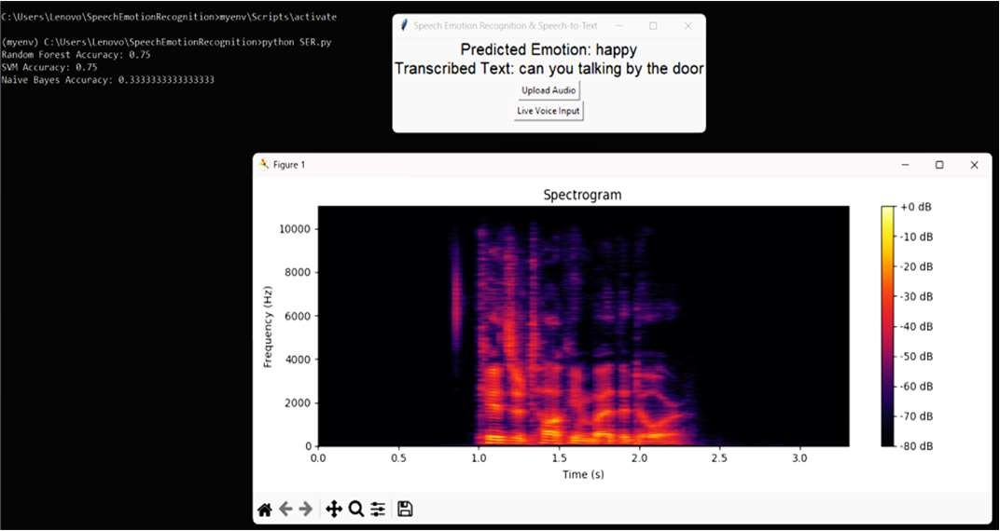 C:\Users\Lenovo\SpeechEmotionRecognition>myenv\Scripts\activate
(myenv) C:\Users\Lenovo\SpeechEmotionRecognition>python SER.py
Random Forest Accuracy: 0.75
SVM Accuracy: 0.75
Naive Bayes Accuracy: 0.3333333333333333
Speech Emotion Recognition & Speech-to-Text
Predicted Emotion: happy
Transcribed Text: can you talking by the door
Upload Audio
Live Voice Input
Figure 1
Spectrogram
Frequency (Hz)
10000
8000
6000
4000
2000
0
0.0 0.5 1.0 1.5 2.0 2.5 3.0
Time (s)
+0 dB
-10 dB
-20 dB
-30 dB
-40 dB
-50 dB
-60 dB
-70 dB
-80 dB